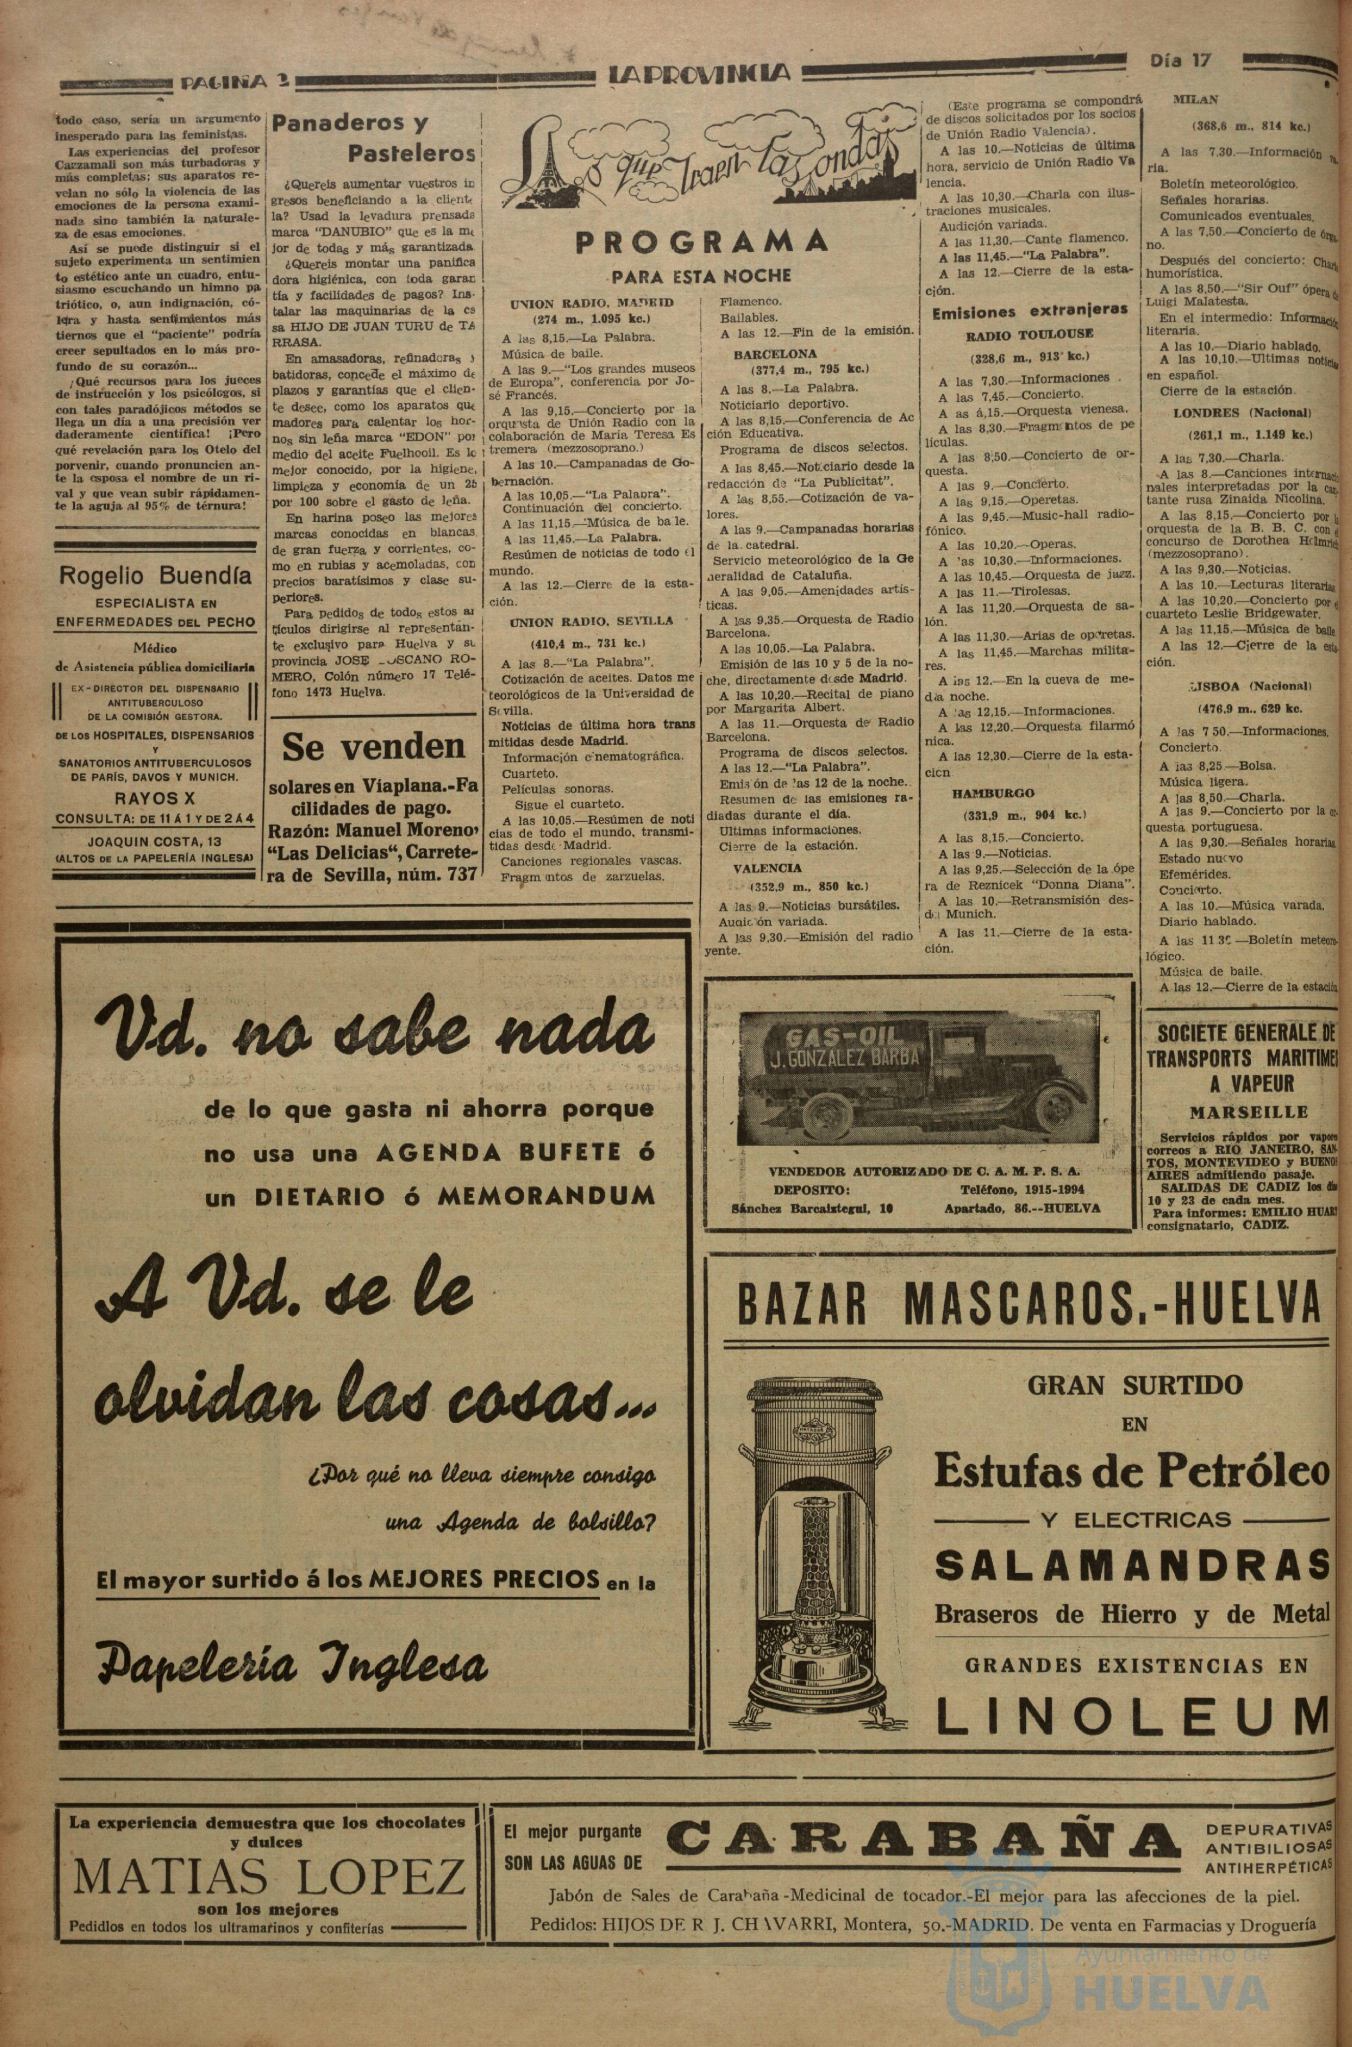 PAGINA 2
LA PROVINCIA
Día 17
todo caso, sería un argumento
inesperado para las feministas.
Las experiencias del profesor
Cazzamali son más turbadoras y
más completas; sus aparatos re-
velan no sólo la violencia de las
emociones de la persona exami-
nada sino también la naturale-
za de esas emociones.
Así se puede distinguir si el
sujeto experimenta un sentimien
to estético ante un cuadro, entu-
siasmo escuchando un himno pa
triótico, o, aun indignación, có-
lera y hasta sentimientos más
tiernos que el "paciente" podría
creer sepultados en lo más pro-
fundo de su corazón...
¡Qué recursos para los jueces
de instrucción y los psicólogos, si
con tales paradójicos métodos se
llega un día a una precisión ver
daderamente científica! ¡Pero
qué revelación para los Otelo del
porvenir, cuando pronuncien an-
te la esposa el nombre de un ri-
val y que vean subir rápidamen-
te la aguja al 95% de térnura!
Rogelio Buendía
ESPECIALISTA EN
ENFERMEDADES DEL PECHO
Médico
de Asistencia pública domiciliaria
EX-DIRECTOR DEL DISPENSARIO
ANTITUBERCULOSO
DE LA COMISIÓN GESTORA.
DE LOS HOSPITALES, DISPENSARIOS
Y
SANATORIOS ANTITUBERCULOSOS
DE PARÍS, DAVOS Y MUNICH.
RAYOS X
CONSULTA: DE 11 Á 1 Y DE 2 Á 4
JOAQUIN COSTA, 13
(ALTOS DE LA PAPELERÍA INGLESA)
Panaderos y
Pasteleros
¿Quereis aumentar vuestros in
gresos beneficiando a la cliente
la? Usad la levadura prensada
marca "DANUBIO" que es la me
jor de todas y más garantizada.
¿Quereis montar una panifica
dora higiénica, con toda garan
tía y facilidades de pagos? Ins-
talar las maquinarias de la ca
sa HIJO DE JUAN TURU de TA
RRASA.
En amasadoras, refinadoras y
batidoras, concede el máximo de
plazos y garantías que el clien-
te desee, como los aparatos que
madores para calentar los hor-
nos sin leña marca "EDON" por
medio del aceite Fuelhooil. Es lo
mejor conocido, por la higiene,
limpieza y economía de un 25
por 100 sobre el gasto de leña.
En harina poseo las mejores
marcas conocidas en blancas,
de gran fuerza y corrientes, co-
mo en rubias y acemoladas, con
precios baratísimos y clase su-
periores.
Para pedidos de todos estos ar
tículos dirigirse al representan-
te exclusivo para Huelva y su
provincia JOSE TOSCANO RO-
MERO, Colón número 17 Telé-
fono 1473 Huelva.
Se venden
solares en Viaplana.-Fa
cilidades de pago.
Razón: Manuel Moreno,
"Las Delicias", Carrete-
ra de Sevilla, núm. 737
Lo que traen las ondas
PROGRAMA
PARA ESTA NOCHE
UNION RADIO, MADRID
(274 m., 1.095 kc.)
A las 8,15.—La Palabra.
Música de baile.
A las 9.—"Los grandes museos
de Europa", conferencia por Jo-
sé Francés.
A las 9,15.—Concierto por la
orquesta de Unión Radio con la
colaboración de María Teresa Es
tremera (mezzosoprano).
A las 10.—Campanadas de Go-
bernación.
A las 10,05.—"La Palabra".
Continuación del concierto.
A las 11,15.—Música de baile.
A las 11,45.—La Palabra.
Resúmen de noticias de todo el
mundo.
A las 12.—Cierre de la esta-
ción.
UNION RADIO, SEVILLA
(410,4 m., 731 kc.)
A las 8.—"La Palabra".
Cotización de aceites. Datos me
teorológicos de la Universidad de
Sevilla.
Noticias de última hora trans
mitidas desde Madrid.
Información cinematográfica.
Cuarteto.
Películas sonoras.
Sigue el cuarteto.
A las 10,05.—Resúmen de noti
cias de todo el mundo, transmi-
tidas desde Madrid.
Canciones regionales vascas.
Fragmentos de zarzuelas.
Flamenco.
Bailables.
A las 12.—Fin de la emisión.
BARCELONA
(377,4 m., 795 kc.)
A las 8.—La Palabra.
Noticiario deportivo.
A las 8,15.—Conferencia de Ac
ción Educativa.
Programa de discos selectos.
A las 8,45.—Noticiario desde la
redacción de "La Publicitat".
A las 8,55.—Cotización de va-
lores.
A las 9.—Campanadas horarias
de la catedral.
Servicio meteorológico de la Ge
neralidad de Cataluña.
A las 9,05.—Amenidades artís-
ticas.
A las 9,35.—Orquesta de Radio
Barcelona.
A las 10,05.—La Palabra.
Emisión de las 10 y 5 de la no-
che, directamente desde Madrid.
A las 10,20.—Recital de piano
por Margarita Albert.
A las 11.—Orquesta de Radio
Barcelona.
Programa de discos selectos.
A las 12.—"La Palabra".
Emisión de las 12 de la noche.
Resumen de las emisiones ra-
diadas durante el día.
Ultimas informaciones.
Cierre de la estación.
VALENCIA
(352,9 m., 850 kc.)
A las 9.—Noticias bursátiles.
Audición variada.
A las 9,30.—Emisión del radio
yente.
(Este programa se compondrá
de discos solicitados por los socios
de Unión Radio Valencia).
A las 10.—Noticias de última
hora, servicio de Unión Radio Va
lencia.
A las 10,30.—Charla con ilus-
traciones musicales.
Audición variada.
A las 11,30.—Cante flamenco.
A las 11,45.—"La Palabra".
A las 12.—Cierre de la esta-
ción.
Emisiones extranjeras
RADIO TOULOUSE
(328,6 m., 913 kc.)
A las 7,30.—Informaciones.
A las 7,45.—Concierto.
A as á,15.—Orquesta vienesa.
A las 8,30.—Fragmentos de pe
lículas.
A las 8,50.—Concierto de or-
questa.
A las 9.—Concierto.
A las 9,15.—Operetas.
A las 9,45.—Music-hall radio-
fónico.
A las 10,20.—Operas.
A las 10,30.—Informaciones.
A las 10,45.—Orquesta de jazz.
A las 11.—Tirolesas.
A las 11,20.—Orquesta de sa-
lón.
A las 11,30.—Arias de operetas.
A las 11,45.—Marchas milita-
res.
A las 12.—En la cueva de me-
dia noche.
A las 12,15.—Informaciones.
A las 12,20.—Orquesta filarmó
nica.
A las 12,30.—Cierre de la esta-
cien
HAMBURGO
(331,9 m., 904 kc.)
A las 8,15.—Concierto.
A las 9.—Noticias.
A las 9,25.—Selección de la ópe
ra de Reznicek "Donna Diana".
A las 10.—Retransmisión des-
de Munich.
A las 11.—Cierre de la esta-
ción.
MILAN
(368,6 m., 814 kc.)
A las 7,30.—Información va-
ria.
Boletín meteorológico.
Señales horarias.
Comunicados eventuales.
A las 7,50.—Concierto de órga
no.
Después del concierto: Charla
humorística.
A las 8,50.—"Sir Ouf" ópera de
Luigi Malatesta.
En el intermedio: Información
literaria.
A las 10.—Diario hablado.
A las 10,10.—Ultimas noticias
en español.
Cierre de la estación.
LONDRES (Nacional)
(261,1 m., 1.149 kc.)
A las 7,30.—Charla.
A las 8.—Canciones internacio
nales interpretadas por la can-
tante rusa Zinaida Nicolina.
A las 8,15.—Concierto por la
orquesta de la B. B. C. con el
concurso de Dorothea Helmrich
(mezzosoprano).
A las 9,30.—Noticias.
A las 10.—Lecturas literarias
A las 10,20.—Concierto por el
cuarteto Leslie Bridgewater.
A las 11,15.—Música de baile
A las 12.—Cierre de la esta-
ción.
LISBOA (Nacional)
(476,9 m., 629 kc.
A las 7 50.—Informaciones.
Concierto.
A las 8,25.—Bolsa.
Música ligera.
A las 8,50.—Charla.
A las 9.—Concierto por la or-
questa portuguesa.
A las 9,30.—Señales horarias
Estado nuevo
Efemérides.
Concierto.
A las 10.—Música varada.
Diario hablado.
A las 11 30.—Boletín meteoro-
lógico.
Música de baile.
A las 12.—Cierre de la estación
Vd. no sabe nada
de lo que gasta ni ahorra porque
no usa una AGENDA BUFETE ó
un DIETARIO ó MEMORANDUM
A Vd. se le
olvidan las cosas...
¿Por qué no lleva siempre consigo
una Agenda de bolsillo?
El mayor surtido á los MEJORES PRECIOS en la
Papelería Inglesa
GAS-OIL
J. GONZALEZ BARBA
VENDEDOR AUTORIZADO DE C. A. M. P. S. A.
DEPOSITO: Teléfono, 1915-1994
Sánchez Barcaiztegui, 10 Apartado, 86.--HUELVA
SOCIETE GENERALE DE
TRANSPORTS MARITIMES
A VAPEUR
MARSEILLE
Servicios rápidos por vapores
correos a RIO JANEIRO, SAN-
TOS, MONTEVIDEO y BUENOS
AIRES admitiendo pasaje.
SALIDAS DE CADIZ los días
10 y 23 de cada mes.
Para informes: EMILIO HUART
consignatario, CADIZ.
BAZAR MASCAROS.-HUELVA
GRAN SURTIDO
EN
Estufas de Petróleo
Y ELECTRICAS
SALAMANDRAS
Braseros de Hierro y de Metal
GRANDES EXISTENCIAS EN
LINOLEUM
La experiencia demuestra que los chocolates
y dulces
MATIAS LOPEZ
son los mejores
Pedidlos en todos los ultramarinos y confiterías
El mejor purgante
SON LAS AGUAS DE
CARABAÑA
DEPURATIVAS
ANTIBILIOSAS
ANTIHERPÉTICAS
Jabón de Sales de Carabaña-Medicinal de tocador.-El mejor para las afecciones de la piel.
Pedidos: HIJOS DE R. J. CHAVARRI, Montera, 50.-MADRID. De venta en Farmacias y Droguería
Ayuntamiento de
HUELVA